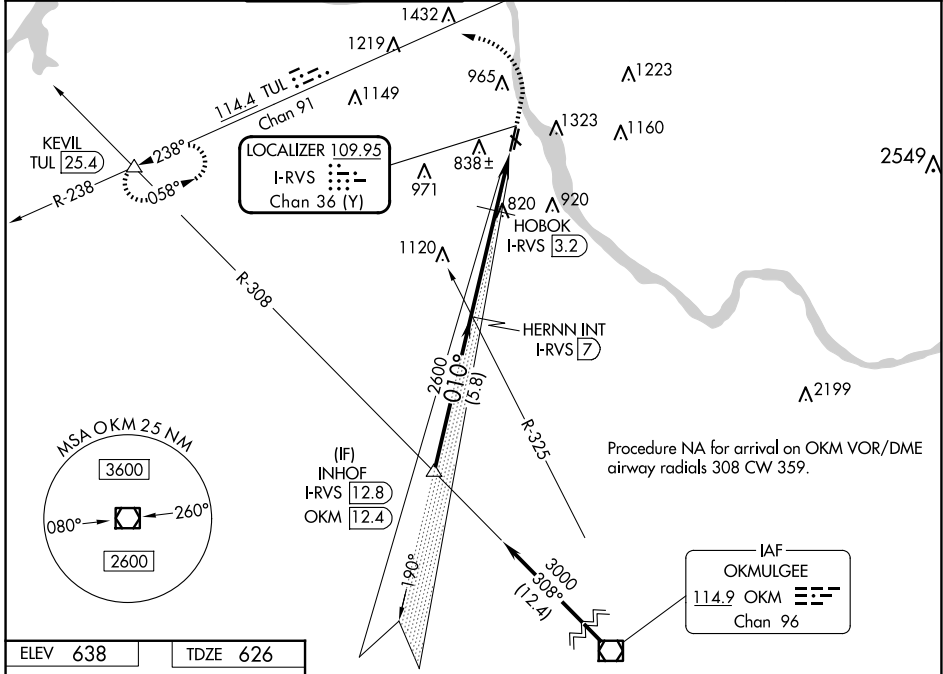 1432
1219
965
1223
114.4 TUL
Chan 91
1149
1323
1160
KEVIL
TUL 25.4
238°
058°
R-238
LOCALIZER 109.95
I-RVS
Chan 36 (Y)
838±
971
2549
820
920
HOBOK
I-RVS 3.2
1120
R-308
HERNN INT
I-RVS 7
2600
010°
(5.8)
R-325
2199
MSA OKM 25 NM
3600
080°
260°
2600
(IF)
INHOF
I-RVS 12.8
OKM 12.4
Procedure NA for arrival on OKM VOR/DME
airway radials 308 CW 359.
190°
3000
308°
(12.4)
IAF
OKMULGEE
114.9 OKM
Chan 96
ELEV 638
TDZE 626